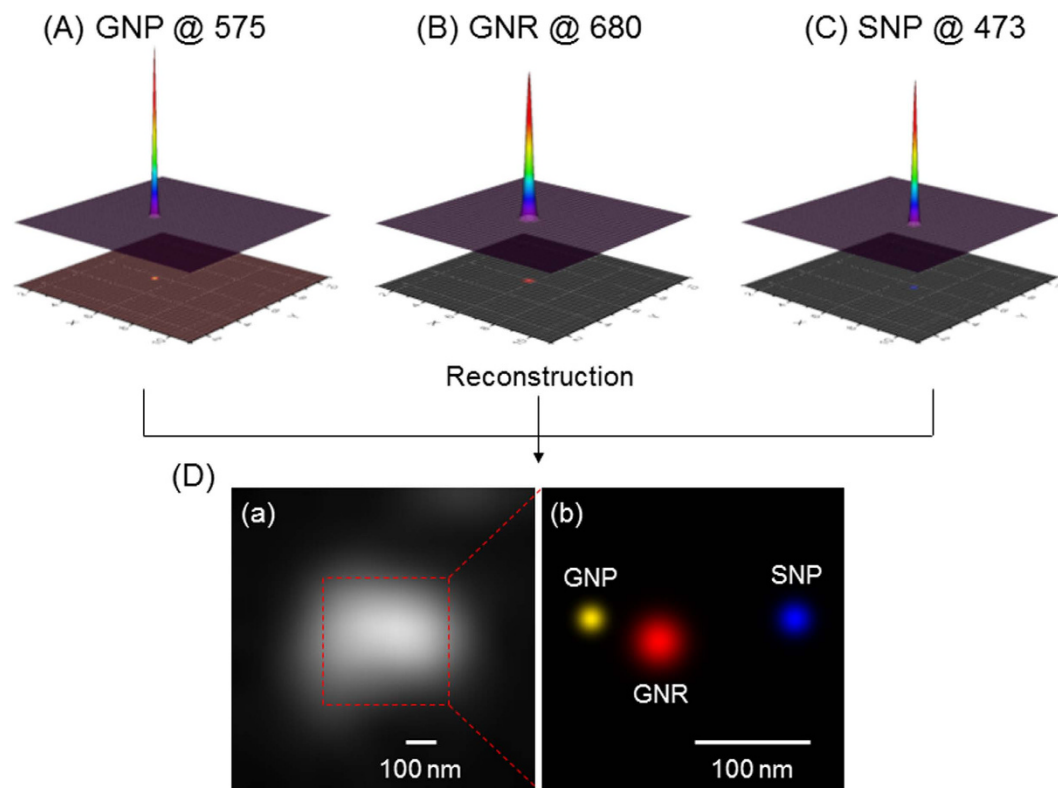 (A) GNP @ 575
(B) GNR @ 680
(C) SNP @ 473
Reconstruction
(D)
(a)
(b)
GNP
SNP
GNR
100 nm
100 nm